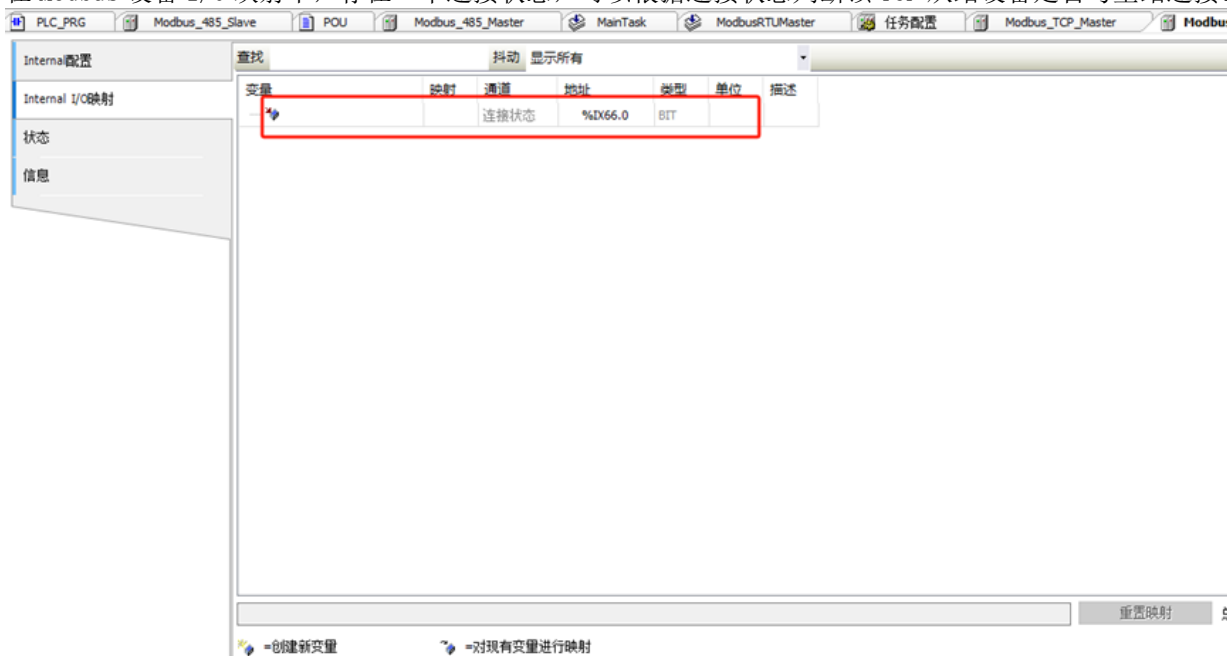 PLC_PRG Modbus_485_Slave POU Modbus_485_Master MainTask ModbusRTUMaster 任务配置 Modbus_TCP_Master Modbus
Internal配置 查找 抖动 显示所有
变量 映射 通道 地址 类型 单位 描述
Internal I/O映射
连接状态 %IX66.0 BIT
状态
信息
重置映射
=创建新变量 =对现有变量进行映射